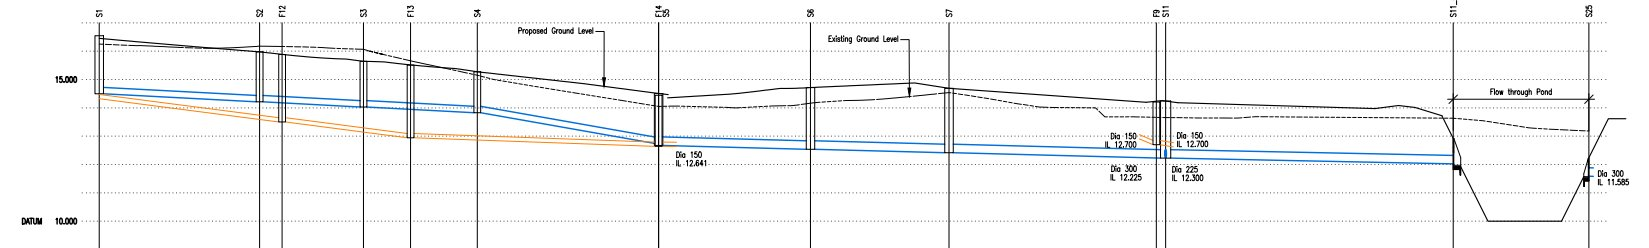 S1
S2
F12
S3
F13
S4
F14
S5
S6
S7
F9
S11
S11_
S25
Proposed Ground Level
Existing Ground Level
15.000
Flow through Pond
Dia 150
IL 12.700
Dia 150
IL 12.700
Dia 150
IL 12.641
Dia 300
IL 12.225
Dia 225
IL 12.300
Dia 300
IL 11.585
DATUM 10.000